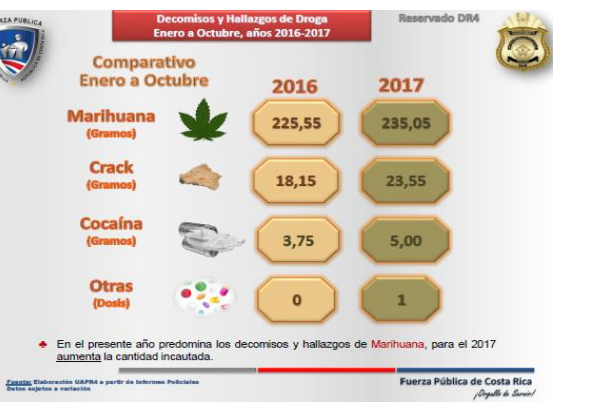 Decomisos y Hallazgos de Droga
Enero a Octubre, años 2016-2017
Reservado DR4
Comparativo
Enero a Octubre
2016
2017
Marihuana
(Gramos)
225,55
235,05
Crack
(Gramos)
18,15
23,55
Cocaína
(Gramos)
3,75
5,00
Otras
(Dosis)
0
1
En el presente año predomina los decomisos y hallazgos de Marihuana, para el 2017
aumenta la cantidad incautada.
Fuente: Elaboración UAPR4 a partir de Informes Policiales
Datos sujetos a variación
Fuerza Pública de Costa Rica
¡Orgullo de Servir!